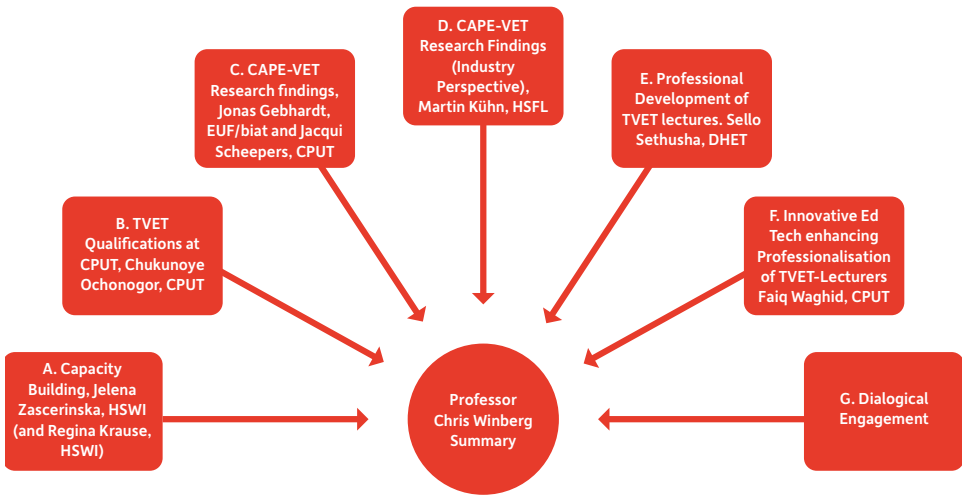 A. Capacity
Building, Jelena
Zascerinska, HSWI
(and Regina Krause,
HSWI)
B. TVET
Qualifications at
CPUT, Chukunoye
Ochonogor, CPUT
C. CAPE-VET
Research findings,
Jonas Gebhardt,
EUF/biat and Jacqui
Scheepers, CPUT
D. CAPE-VET
Research Findings
(Industry
Perspective),
Martin Kühn, HSFL
E. Professional
Development of
TVET lectures. Sello
Sethusha, DHET
F. Innovative Ed
Tech enhancing
Professionalisation
of TVET-Lecturers
Faiq Waghid, CPUT
G. Dialogical
Engagement
Professor
Chris Winberg
Summary